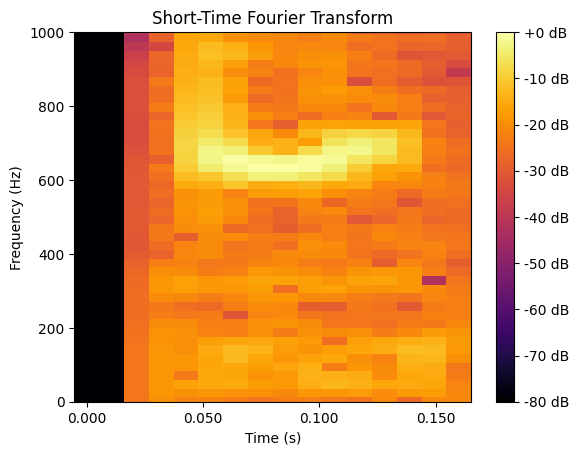 Short-Time Fourier Transform
1000
800
600
400
200
0
Frequency (Hz)
0.000
0.050
0.100
0.150
Time (s)
+0 dB
-10 dB
-20 dB
-30 dB
-40 dB
-50 dB
-60 dB
-70 dB
-80 dB